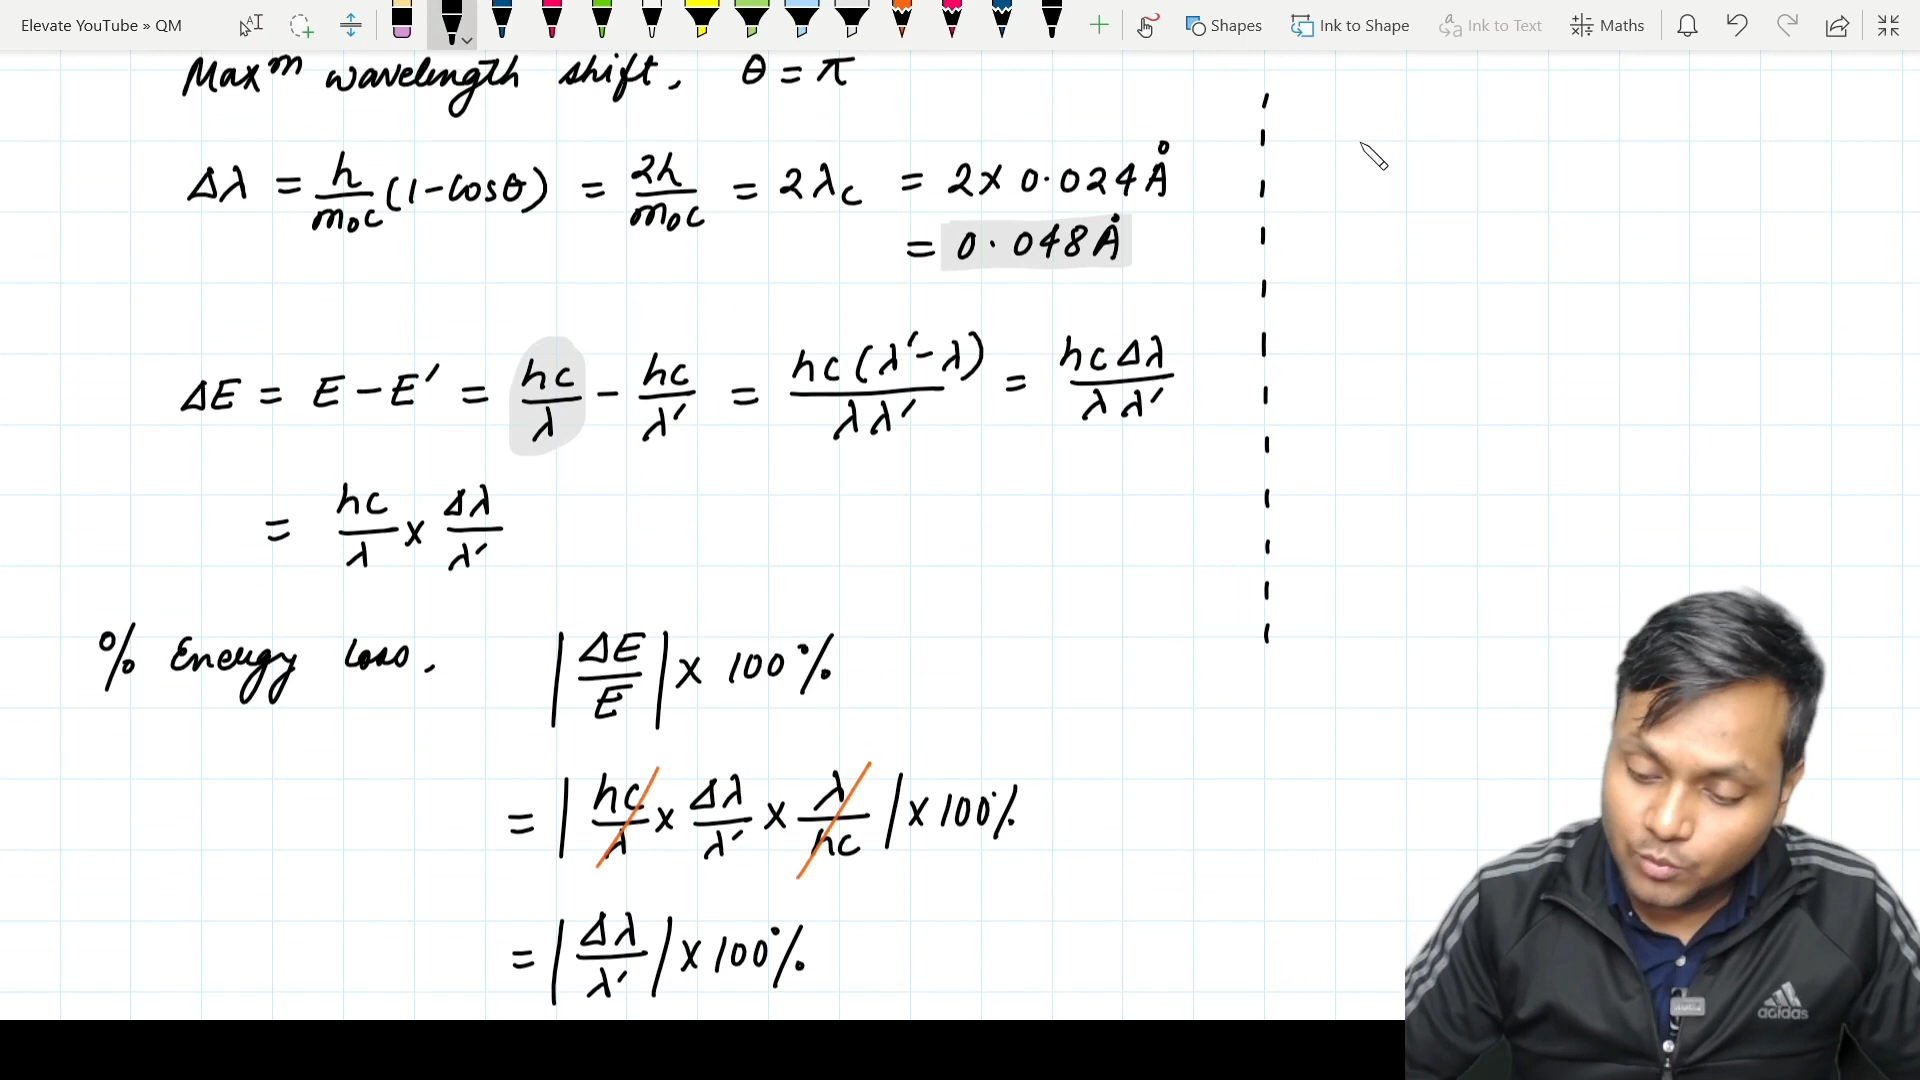 Elevate YouTube » QM Shapes Ink to Shape Ink to Text Maths
Maxᵐ wavelength shift, θ = π
Δλ = h/m₀c (1-cosθ) = 2h/m₀c = 2λc = 2 x 0.024 Å
= 0.048 Å
ΔE = E - E′ = hc/λ - hc/λ′ = hc(λ′-λ)/λλ′ = hcΔλ/λλ′
= hc/λ x Δλ/λ′
% Energy loss. |ΔE/E| x 100%
= |hc/λ x Δλ/λ′ x λ/hc| x 100%
= |Δλ/λ′| x 100%
adidas